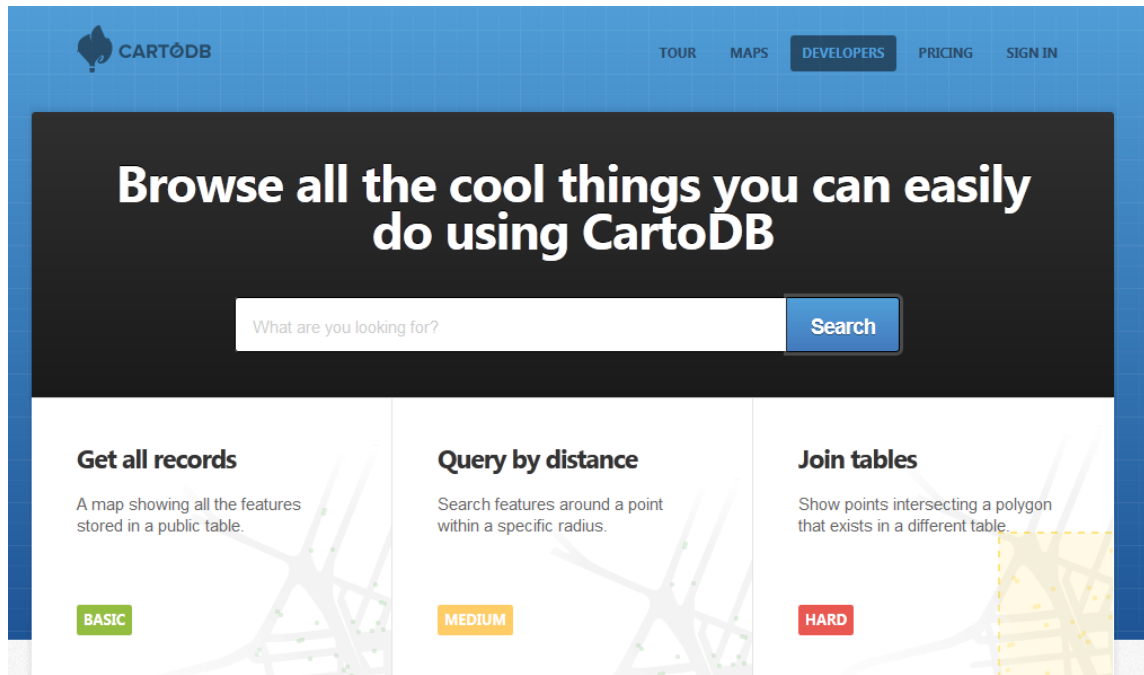 CARTODB
TOUR MAPS DEVELOPERS PRICING SIGN IN
Browse all the cool things you can easily
do using CartoDB
What are you looking for? Search
Get all records
A map showing all the features
stored in a public table.
BASIC
Query by distance
Search features around a point
within a specific radius.
MEDIUM
Join tables
Show points intersecting a polygon
that exists in a different table.
HARD